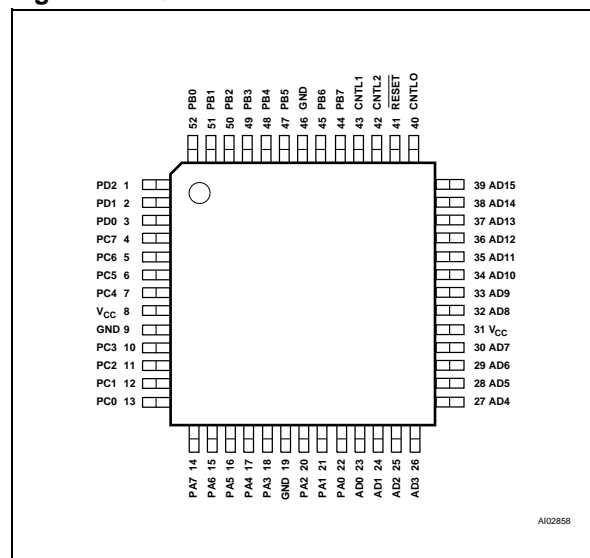 52 PB0
51 PB1
50 PB2
49 PB3
48 PB4
47 PB5
46 GND
45 PB6
44 PB7
43 CNTL1
42 CNTL2
41 RESET
40 CNTL0
PD2 1
PD1 2
PD0 3
PC7 4
PC6 5
PC5 6
PC4 7
VCC 8
GND 9
PC3 10
PC2 11
PC1 12
PC0 13
39 AD15
38 AD14
37 AD13
36 AD12
35 AD11
34 AD10
33 AD9
32 AD8
31 VCC
30 AD7
29 AD6
28 AD5
27 AD4
PA7 14
PA6 15
PA5 16
PA4 17
PA3 18
GND 19
PA2 20
PA1 21
PA0 22
AD0 23
AD1 24
AD2 25
AD3 26
AI02858